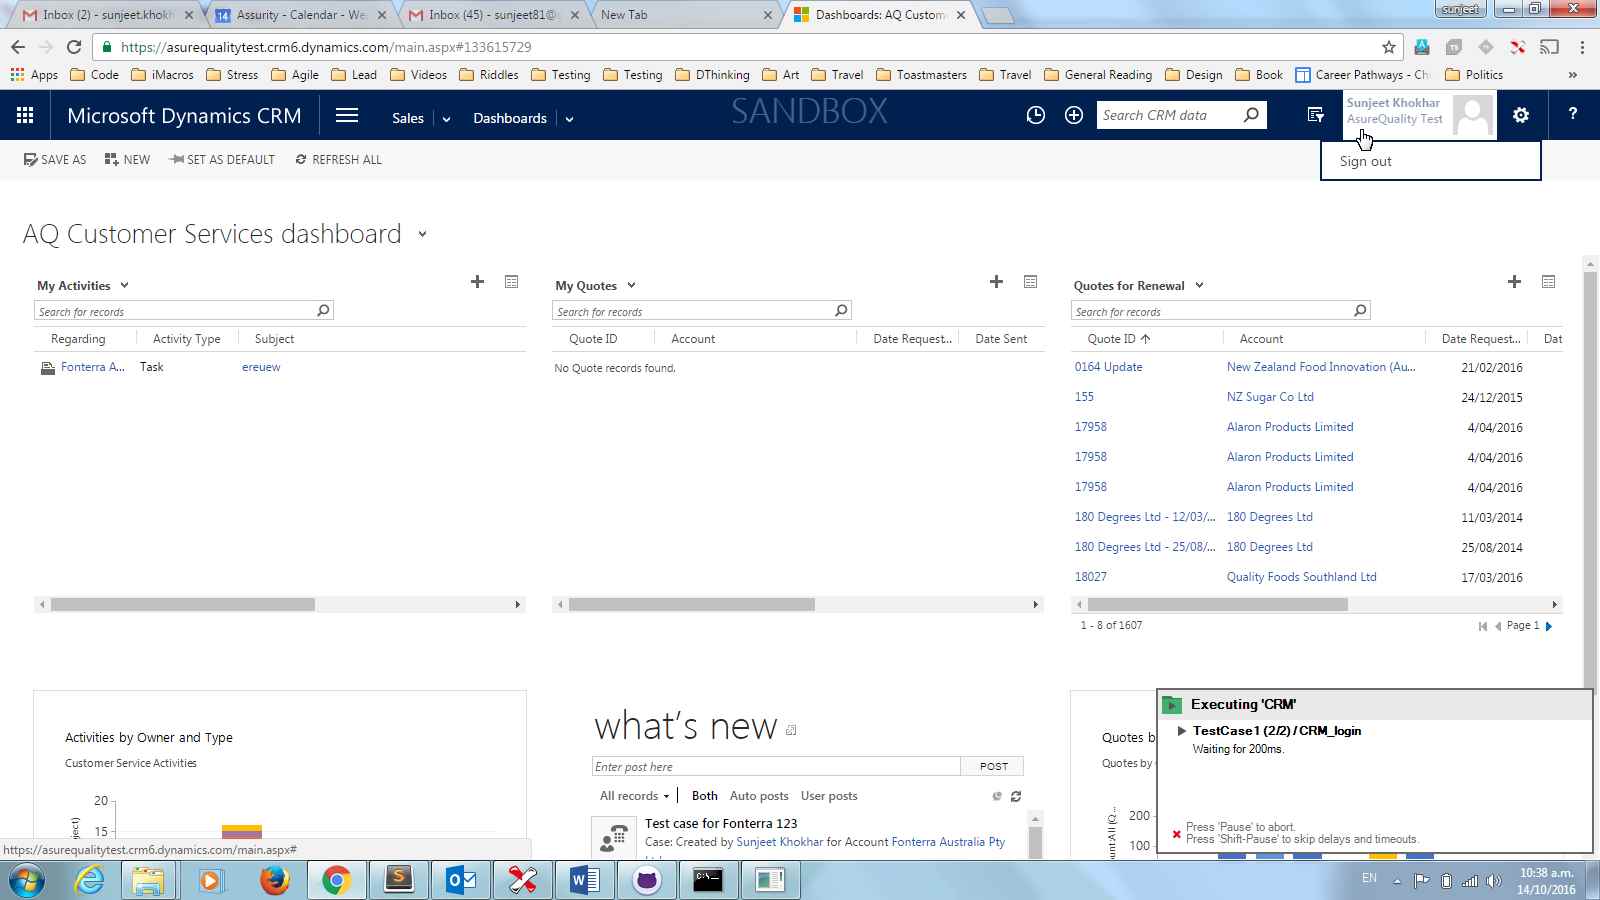 Inbox (2) - sunjeet.khokh
Assurity - Calendar - We
Inbox (45) - sunjeet81@
New Tab
Dashboards: AQ Custom
sunjeet
https://asurequalitytest.crm6.dynamics.com/main.aspx#133615729
Apps
Code
iMacros
Stress
Agile
Lead
Videos
Riddles
Testing
Testing
DThinking
Art
Travel
Toastmasters
Travel
General Reading
Design
Book
Career Pathways - Ch
Politics
»
Microsoft Dynamics CRM
Sales
Dashboards
SANDBOX
Search CRM data
Sunjeet Khokhar
AsureQuality Test
?
SAVE AS
NEW
SET AS DEFAULT
REFRESH ALL
Sign out
AQ Customer Services dashboard
My Activities
My Quotes
Quotes for Renewal
Search for records
Search for records
Search for records
Regarding Activity Type Subject
Quote ID Account Date Request... Date Sent
Quote ID Account Date Request... Dat
Fonterra A... Task ereuew
No Quote records found.
0164 Update New Zealand Food Innovation (Au... 21/02/2016
155 NZ Sugar Co Ltd 24/12/2015
17958 Alaron Products Limited 4/04/2016
17958 Alaron Products Limited 4/04/2016
17958 Alaron Products Limited 4/04/2016
180 Degrees Ltd - 12/03/... 180 Degrees Ltd 11/03/2014
180 Degrees Ltd - 25/08/... 180 Degrees Ltd 25/08/2014
18027 Quality Foods Southland Ltd 17/03/2016
1 - 8 of 1607
Page 1
Activities by Owner and Type
Customer Service Activities
20
15
ject)
what's new
Enter post here
POST
All records
Both Auto posts User posts
Test case for Fonterra 123
Case: Created by Sunjeet Khokhar for Account Fonterra Australia Pty
Quotes b
Quotes by
200
100
unt:All (Q...
Executing 'CRM'
TestCase1 (2/2) / CRM_login
Waiting for 200ms.
Press 'Pause' to abort.
Press 'Shift-Pause' to skip delays and timeouts.
https://asurequalitytest.crm6.dynamics.com/main.aspx#
EN
10:38 a.m.
14/10/2016